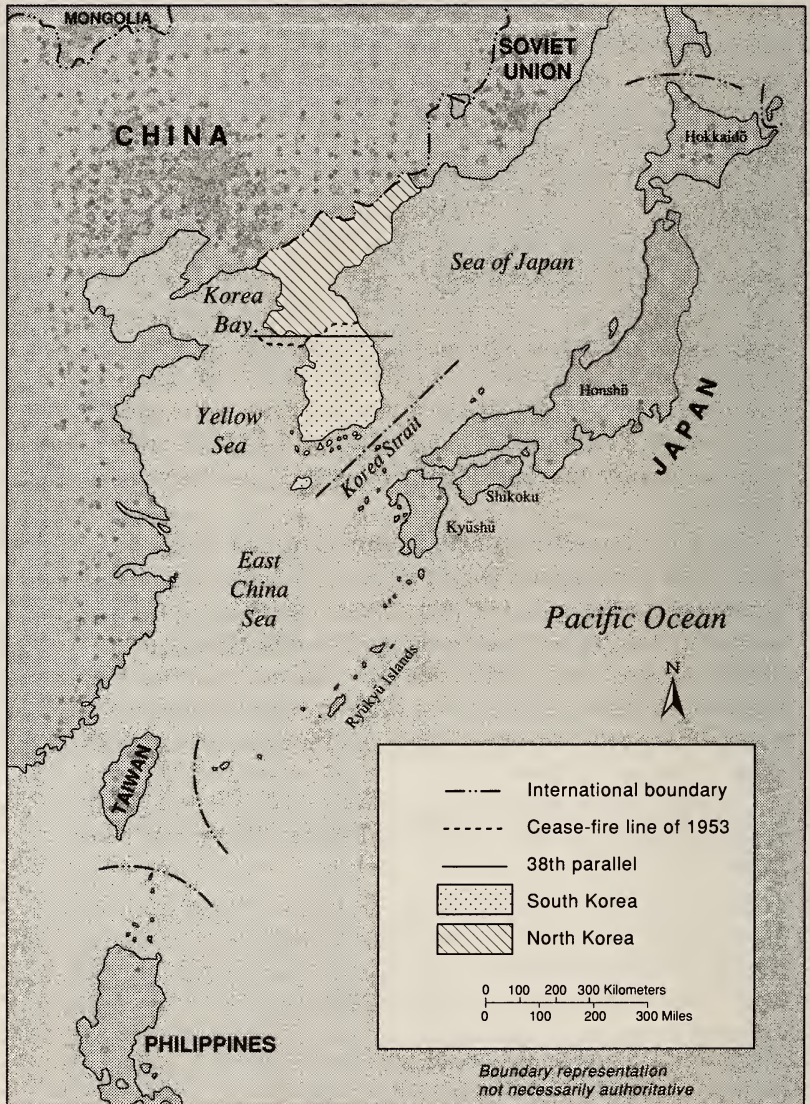 MONGOLIA
SOVIET
UNION
CHINA
Hokkaidō
Sea of Japan
Korea
Bay
Honshū
JAPAN
Yellow
Sea
Korea Strait
Shikoku
Kyūshū
East
China
Sea
Pacific Ocean
Ryūkyū Islands
N
TAIWAN
International boundary
Cease-fire line of 1953
38th parallel
South Korea
North Korea
0 100 200 300 Kilometers
0 100 200 300 Miles
PHILIPPINES
Boundary representation
not necessarily authoritative